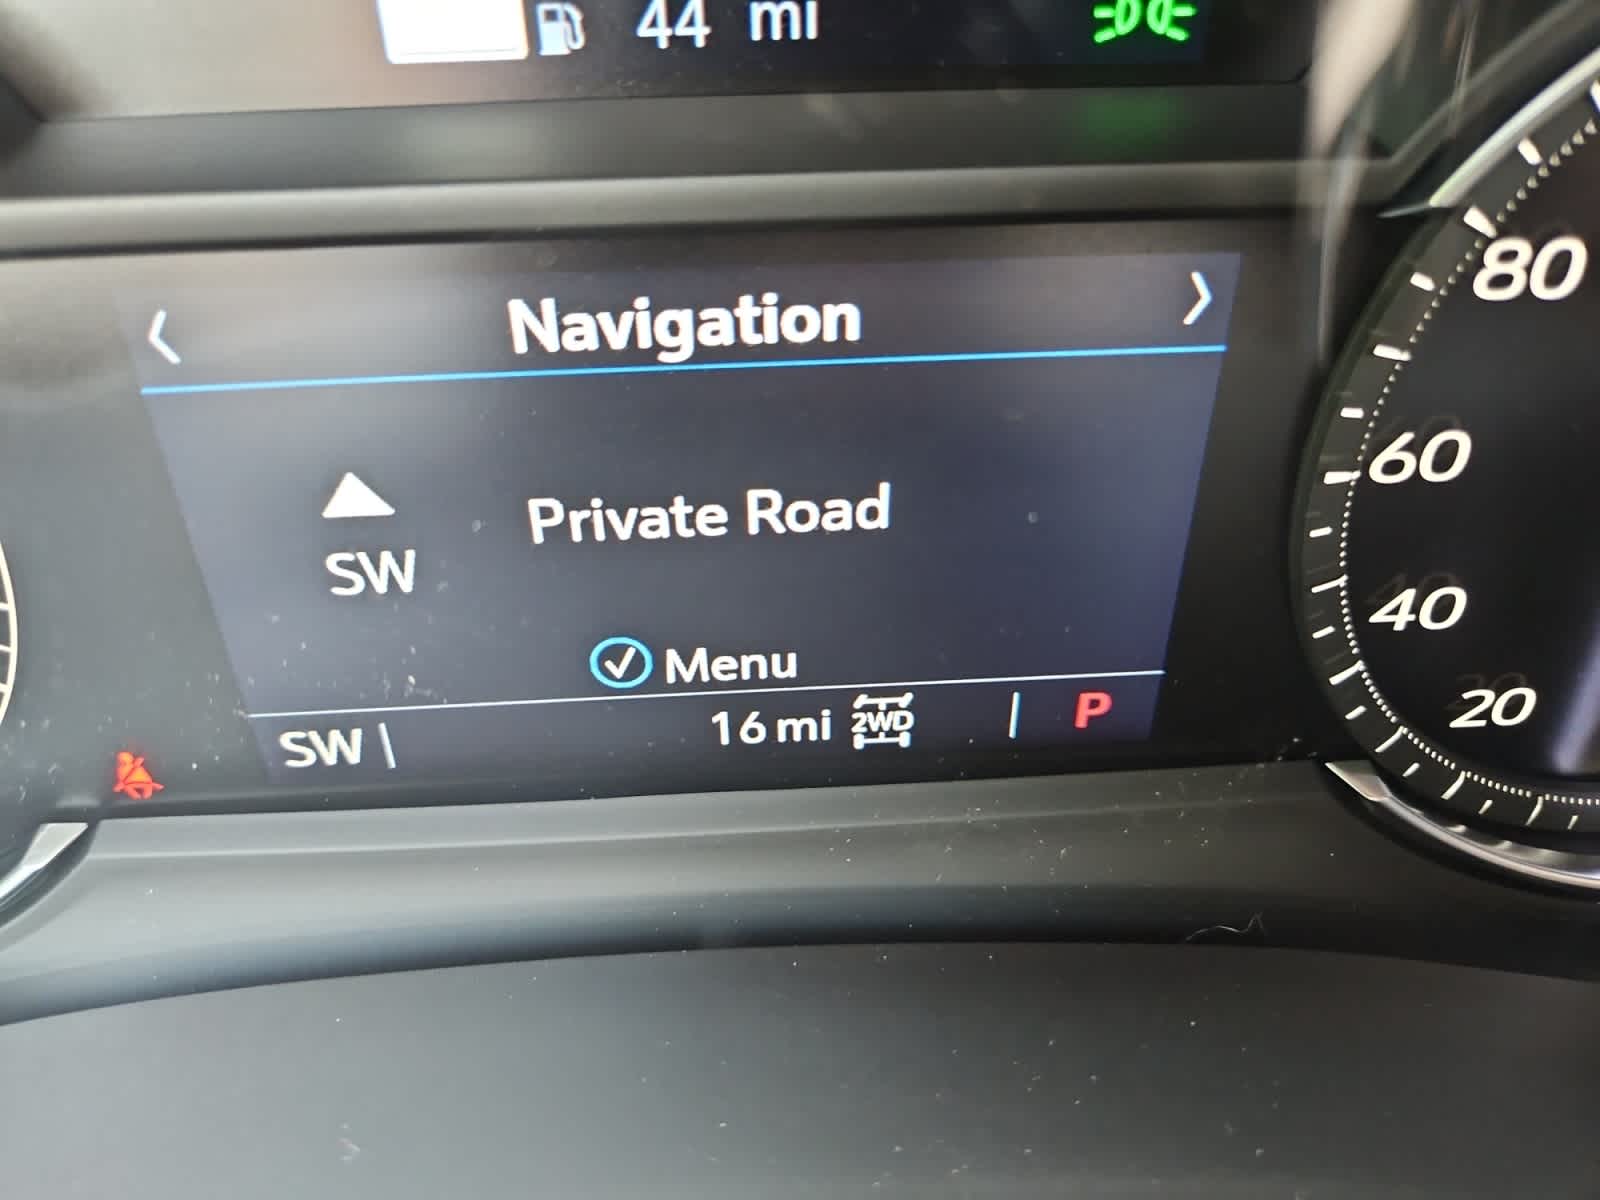 44 mi
Navigation
80
60
SW
Private Road
40
Menu
20
SW
16 mi
2WD
P